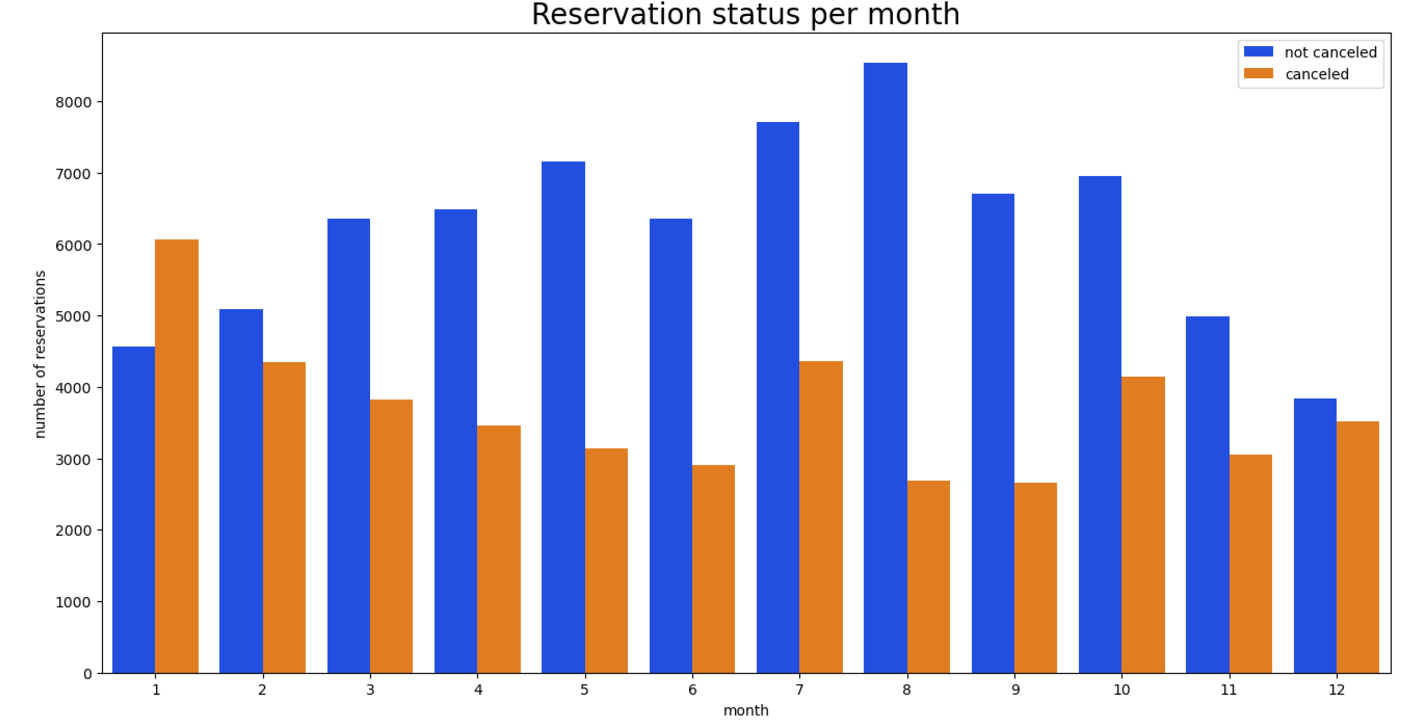 Reservation status per month
not canceled
canceled
8000
7000
6000
5000
4000
3000
2000
1000
0
number of reservations
1 2 3 4 5 6 7 8 9 10 11 12
month